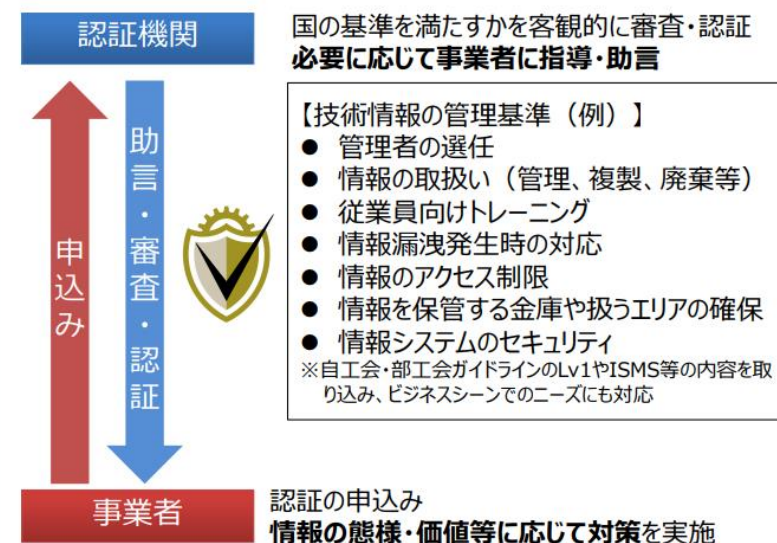 認証機関
国の基準を満たすかを客観的に審査・認証
必要に応じて事業者に指導・助言
【技術情報の管理基準（例）】
● 管理者の選任
● 情報の取扱い（管理、複製、廃棄等）
● 従業員向けトレーニング
● 情報漏洩発生時の対応
● 情報のアクセス制限
● 情報を保管する金庫や扱うエリアの確保
● 情報システムのセキュリティ
※自工会・部工会ガイドラインのLv1やISMS等の内容を取
り込み、ビジネスシーンでのニーズにも対応
申込み
助言・審査・認証
事業者
認証の申込み
情報の態様・価値等に応じて対策を実施